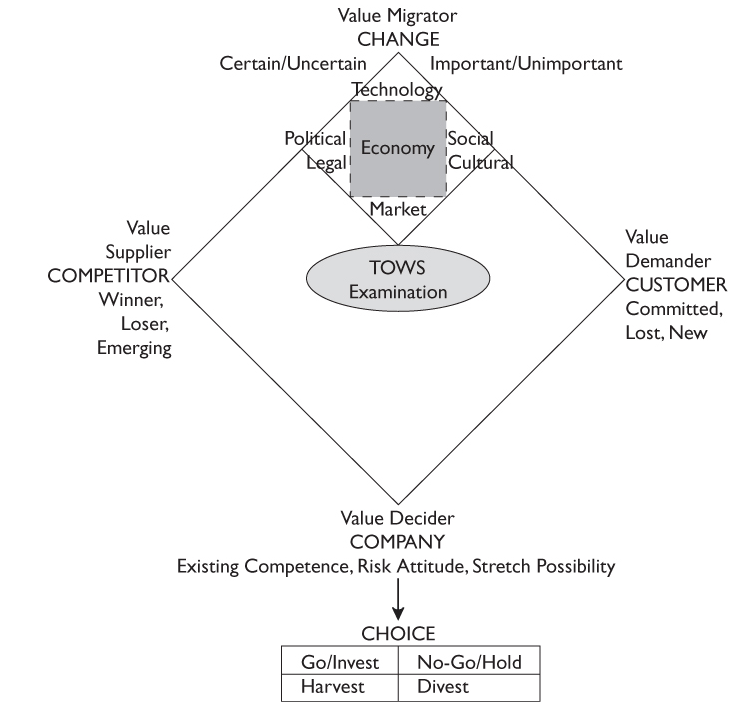 Value Migrator
CHANGE
Certain/Uncertain
Important/Unimportant
Technology
Political
Legal
Economy
Social
Cultural
Market
TOWS
Examination
Value
Supplier
COMPETITOR
Winner,
Loser,
Emerging
Value
Demander
CUSTOMER
Committed,
Lost, New
Value Decider
COMPANY
Existing Competence, Risk Attitude, Stretch Possibility
CHOICE
Go/Invest
No-Go/Hold
Harvest
Divest